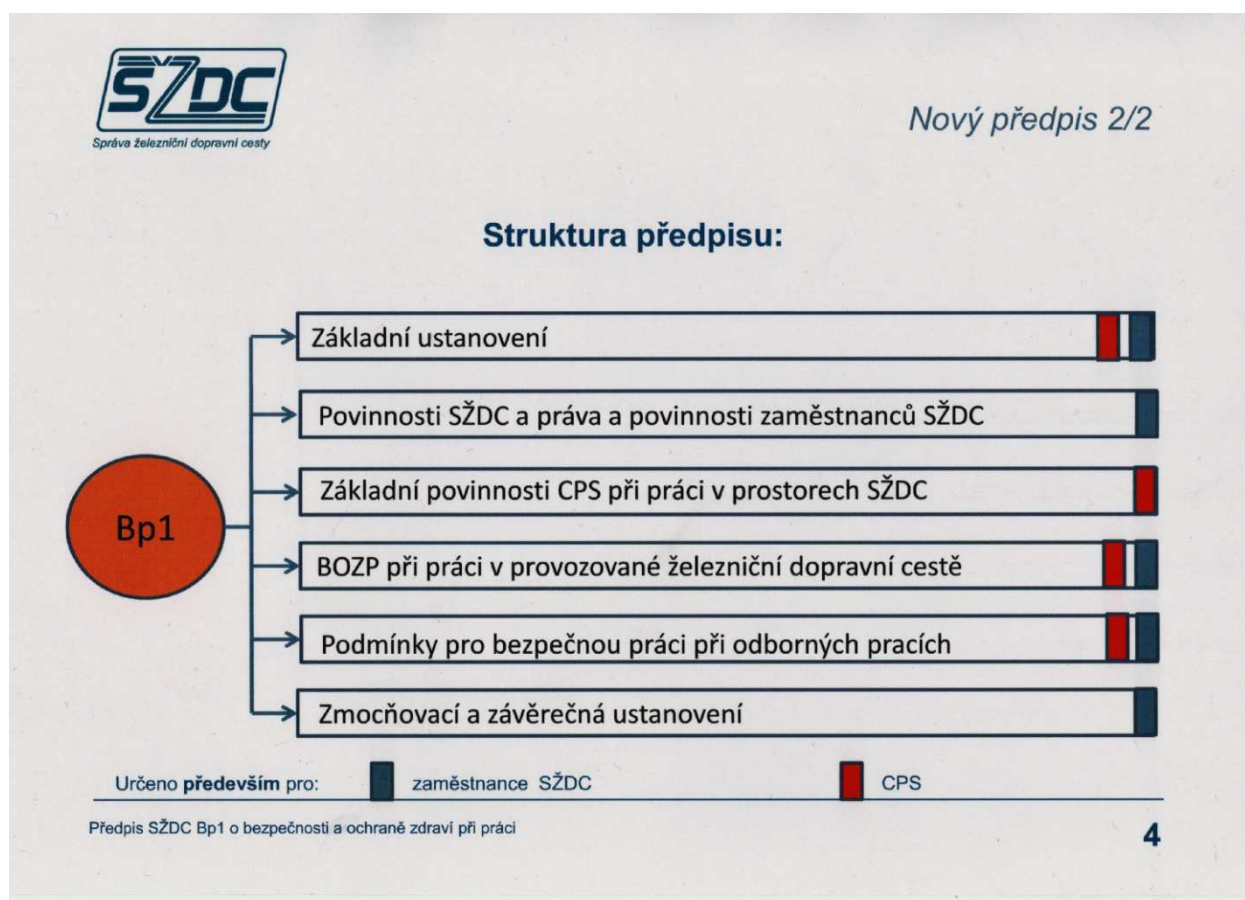 SŽDC
Správa železniční dopravní cesty
Nový předpis 2/2
Struktura předpisu:
Základní ustanovení
Povinnosti SŽDC a práva a povinnosti zaměstnanců SŽDC
Základní povinnosti CPS při práci v prostorech SŽDC
Bp1
BOZP při práci v provozované železniční dopravní cestě
Podmínky pro bezpečnou práci při odborných pracích
Zmocňovací a závěrečná ustanovení
Určeno především pro: zaměstnance SŽDC CPS
Předpis SŽDC Bp1 o bezpečnosti a ochraně zdraví při práci
4